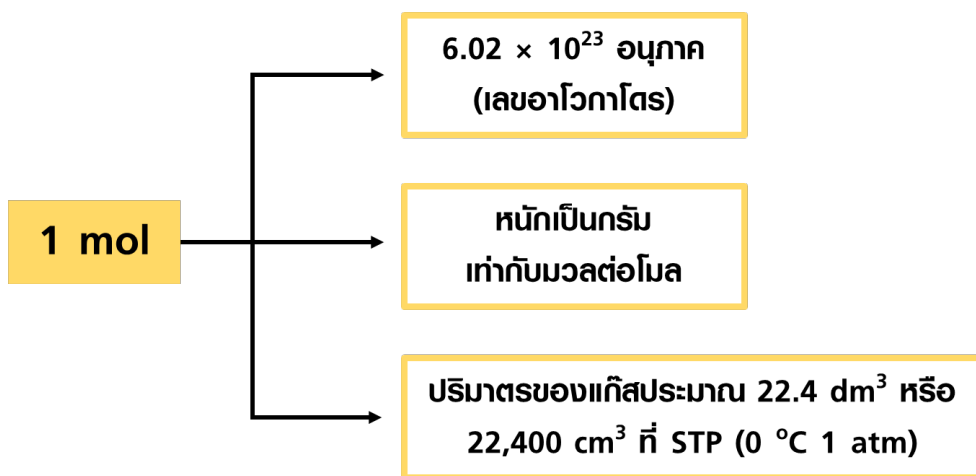 1 mol
6.02 × 10²³ อนุภาค
(เลขอาโวกาโดร)
หนักเป็นกรัม
เท่ากับมวลต่อโมล
ปริมาตรของแก๊สประมาณ 22.4 dm³ หรือ
22,400 cm³ ที่ STP (0 °C 1 atm)